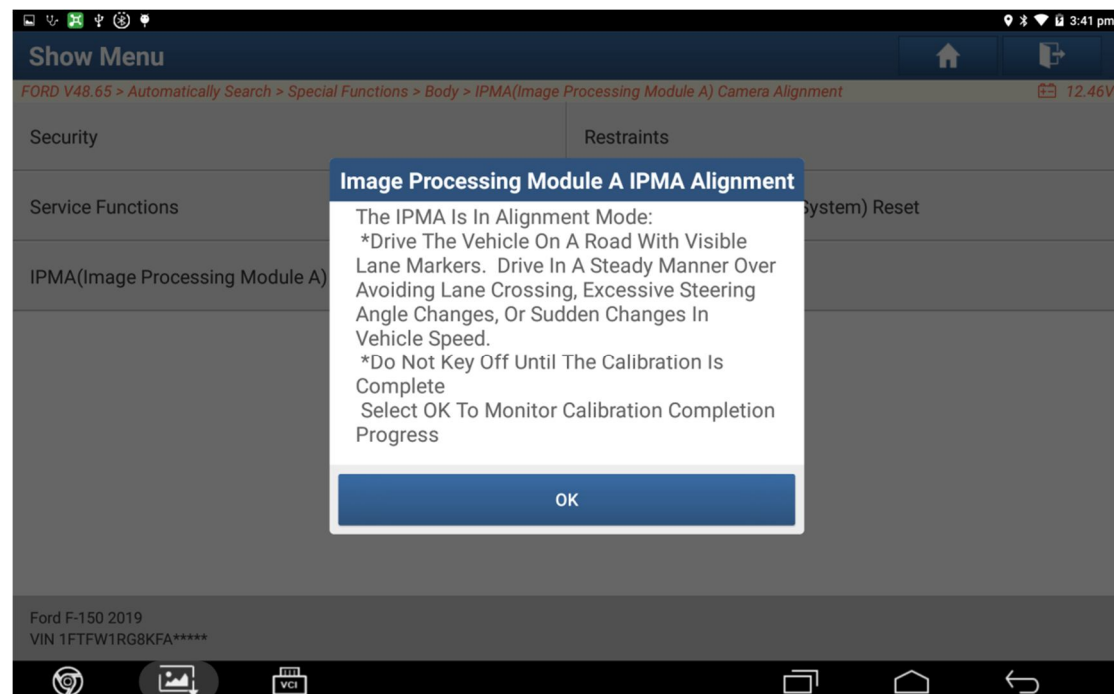 3:41 pm
Show Menu
FORD V48.65 > Automatically Search > Special Functions > Body > IPMA(Image Processing Module A) Camera Alignment
12.46V
Security
Restraints
Image Processing Module A IPMA Alignment
Service Functions
System) Reset
IPMA(Image Processing Module A)
The IPMA Is In Alignment Mode:
*Drive The Vehicle On A Road With Visible
Lane Markers. Drive In A Steady Manner Over
Avoiding Lane Crossing, Excessive Steering
Angle Changes, Or Sudden Changes In
Vehicle Speed.
*Do Not Key Off Until The Calibration Is
Complete
Select OK To Monitor Calibration Completion
Progress
OK
Ford F-150 2019
VIN 1FTFW1RG8KFA*****
VCI